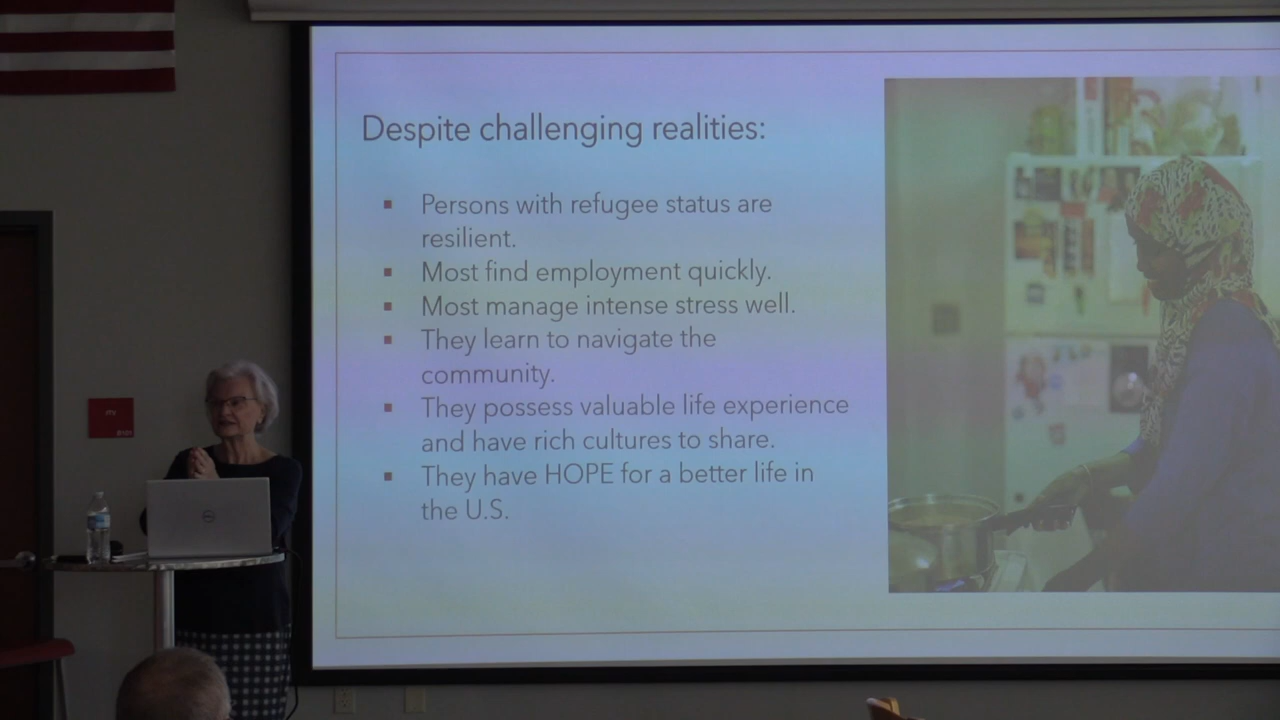 Despite challenging realities:
Persons with refugee status are
resilient.
Most find employment quickly.
Most manage intense stress well.
They learn to navigate the
community.
They possess valuable life experience
and have rich cultures to share.
They have HOPE for a better life in
the U.S.
DELL